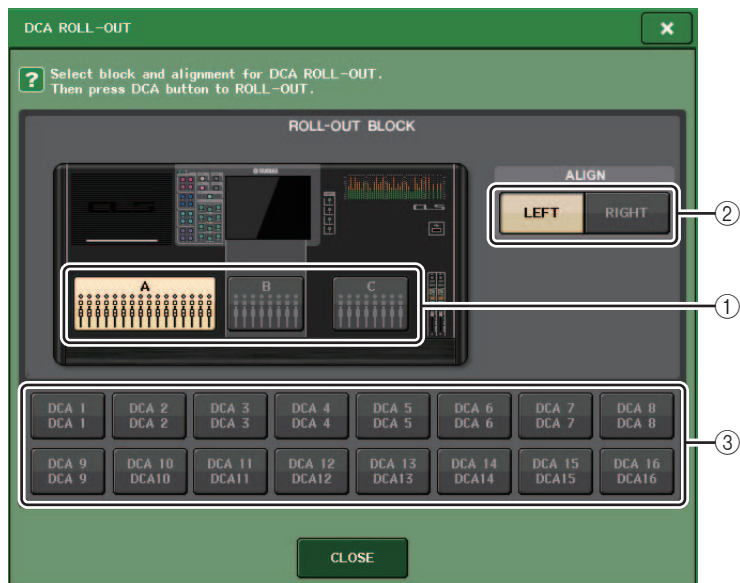 DCA ROLL-OUT
? Select block and alignment for DCA ROLL-OUT.
Then press DCA button to ROLL-OUT.
ROLL-OUT BLOCK
YAMAHA
CL5
CL5
ALIGN
LEFT RIGHT
②
A B C
①
DCA 1 DCA 2 DCA 3 DCA 4 DCA 5 DCA 6 DCA 7 DCA 8
DCA 1 DCA 2 DCA 3 DCA 4 DCA 5 DCA 6 DCA 7 DCA 8
③
DCA 9 DCA 10 DCA 11 DCA 12 DCA 13 DCA 14 DCA 15 DCA 16
DCA 9 DCA10 DCA11 DCA12 DCA13 DCA14 DCA15 DCA16
CLOSE